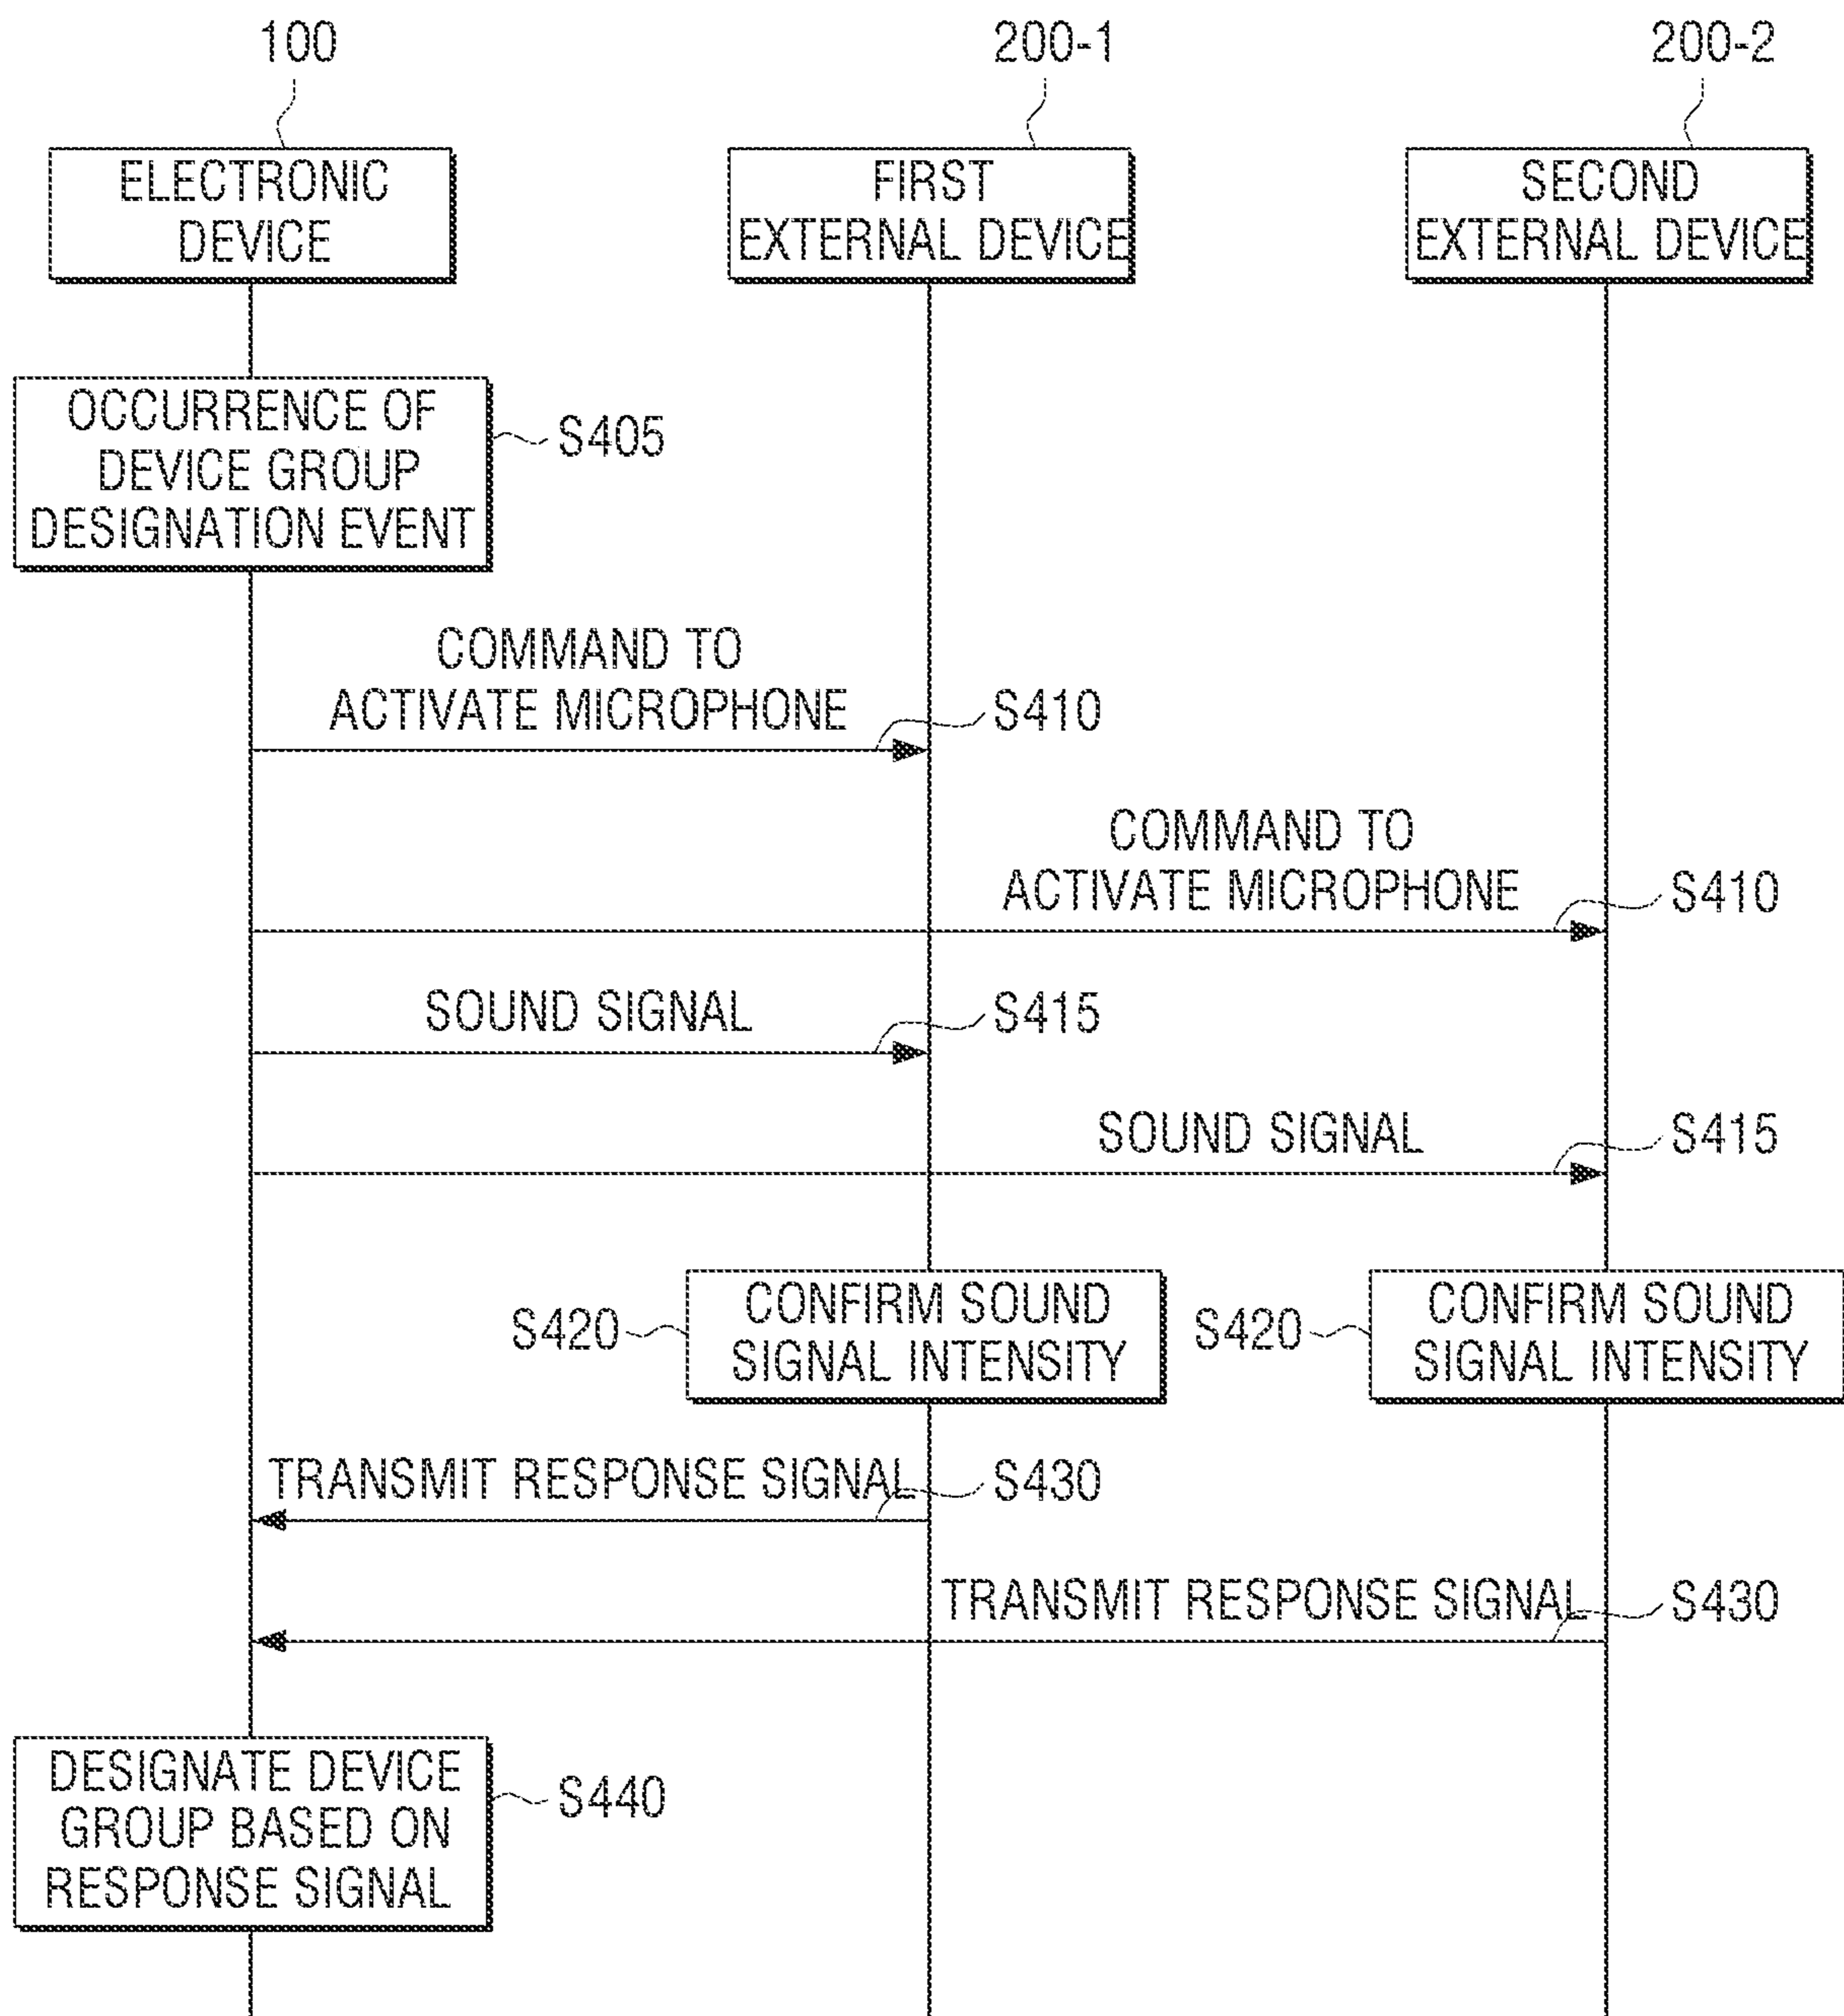 100
200-1
200-2
ELECTRONIC
DEVICE
FIRST
EXTERNAL DEVICE
SECOND
EXTERNAL DEVICE
OCCURRENCE OF
DEVICE GROUP
DESIGNATION EVENT
S405
COMMAND TO
ACTIVATE MICROPHONE
S410
COMMAND TO
ACTIVATE MICROPHONE
S410
SOUND SIGNAL
S415
SOUND SIGNAL
S415
S420
CONFIRM SOUND
SIGNAL INTENSITY
S420
CONFIRM SOUND
SIGNAL INTENSITY
TRANSMIT RESPONSE SIGNAL
S430
TRANSMIT RESPONSE SIGNAL
S430
DESIGNATE DEVICE
GROUP BASED ON
RESPONSE SIGNAL
S440